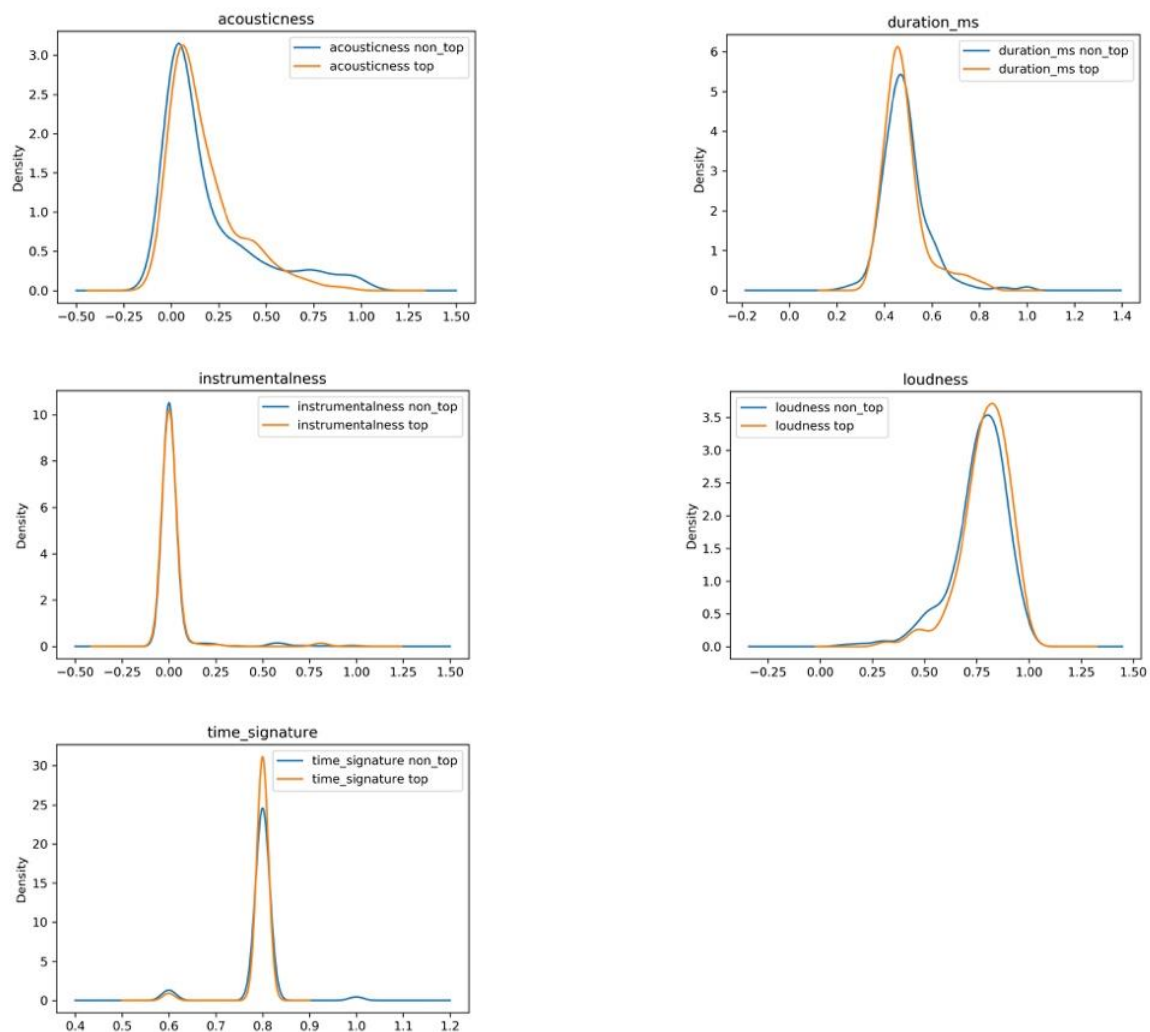 acousticness
acousticness non_top
acousticness top
Density
3.0
2.5
2.0
1.5
1.0
0.5
0.0
−0.50 −0.25 0.00 0.25 0.50 0.75 1.00 1.25 1.50
duration_ms
duration_ms non_top
duration_ms top
Density
6
5
4
3
2
1
0
−0.2 0.0 0.2 0.4 0.6 0.8 1.0 1.2 1.4
instrumentalness
instrumentalness non_top
instrumentalness top
Density
10
8
6
4
2
0
−0.50 −0.25 0.00 0.25 0.50 0.75 1.00 1.25 1.50
loudness
loudness non_top
loudness top
Density
3.5
3.0
2.5
2.0
1.5
1.0
0.5
0.0
−0.25 0.00 0.25 0.50 0.75 1.00 1.25 1.50
time_signature
time_signature non_top
time_signature top
Density
30
25
20
15
10
5
0
0.4 0.5 0.6 0.7 0.8 0.9 1.0 1.1 1.2